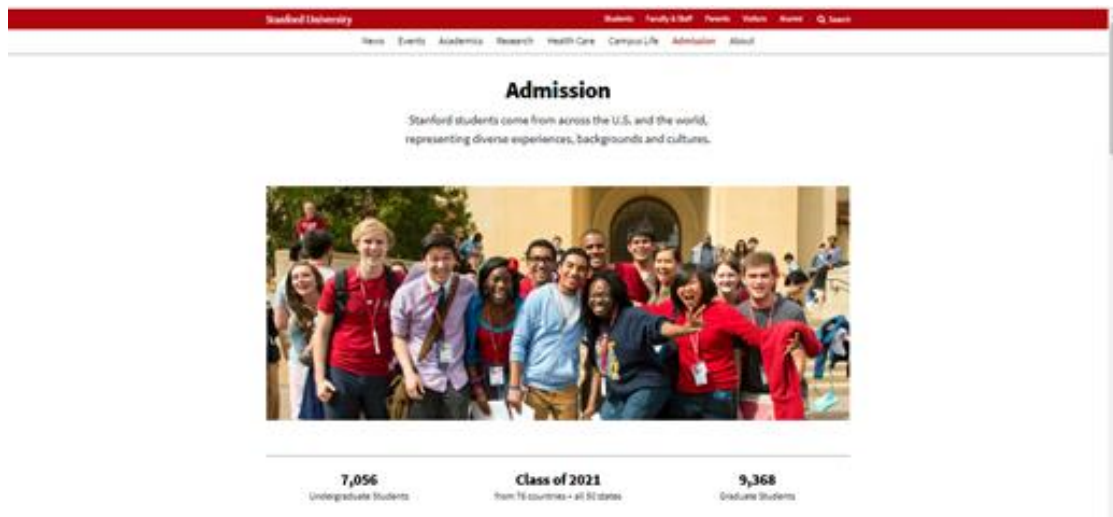 Stanford University
Students Faculty & Staff Parents Visitors Alumni Search
News Events Academics Research Health Care Campus Life Admission About
Admission
Stanford students come from across the U.S. and the world,
representing diverse experiences, backgrounds and cultures.
7,056 Class of 2021 9,368
Undergraduate Students from 76 countries + all 50 states Graduate Students